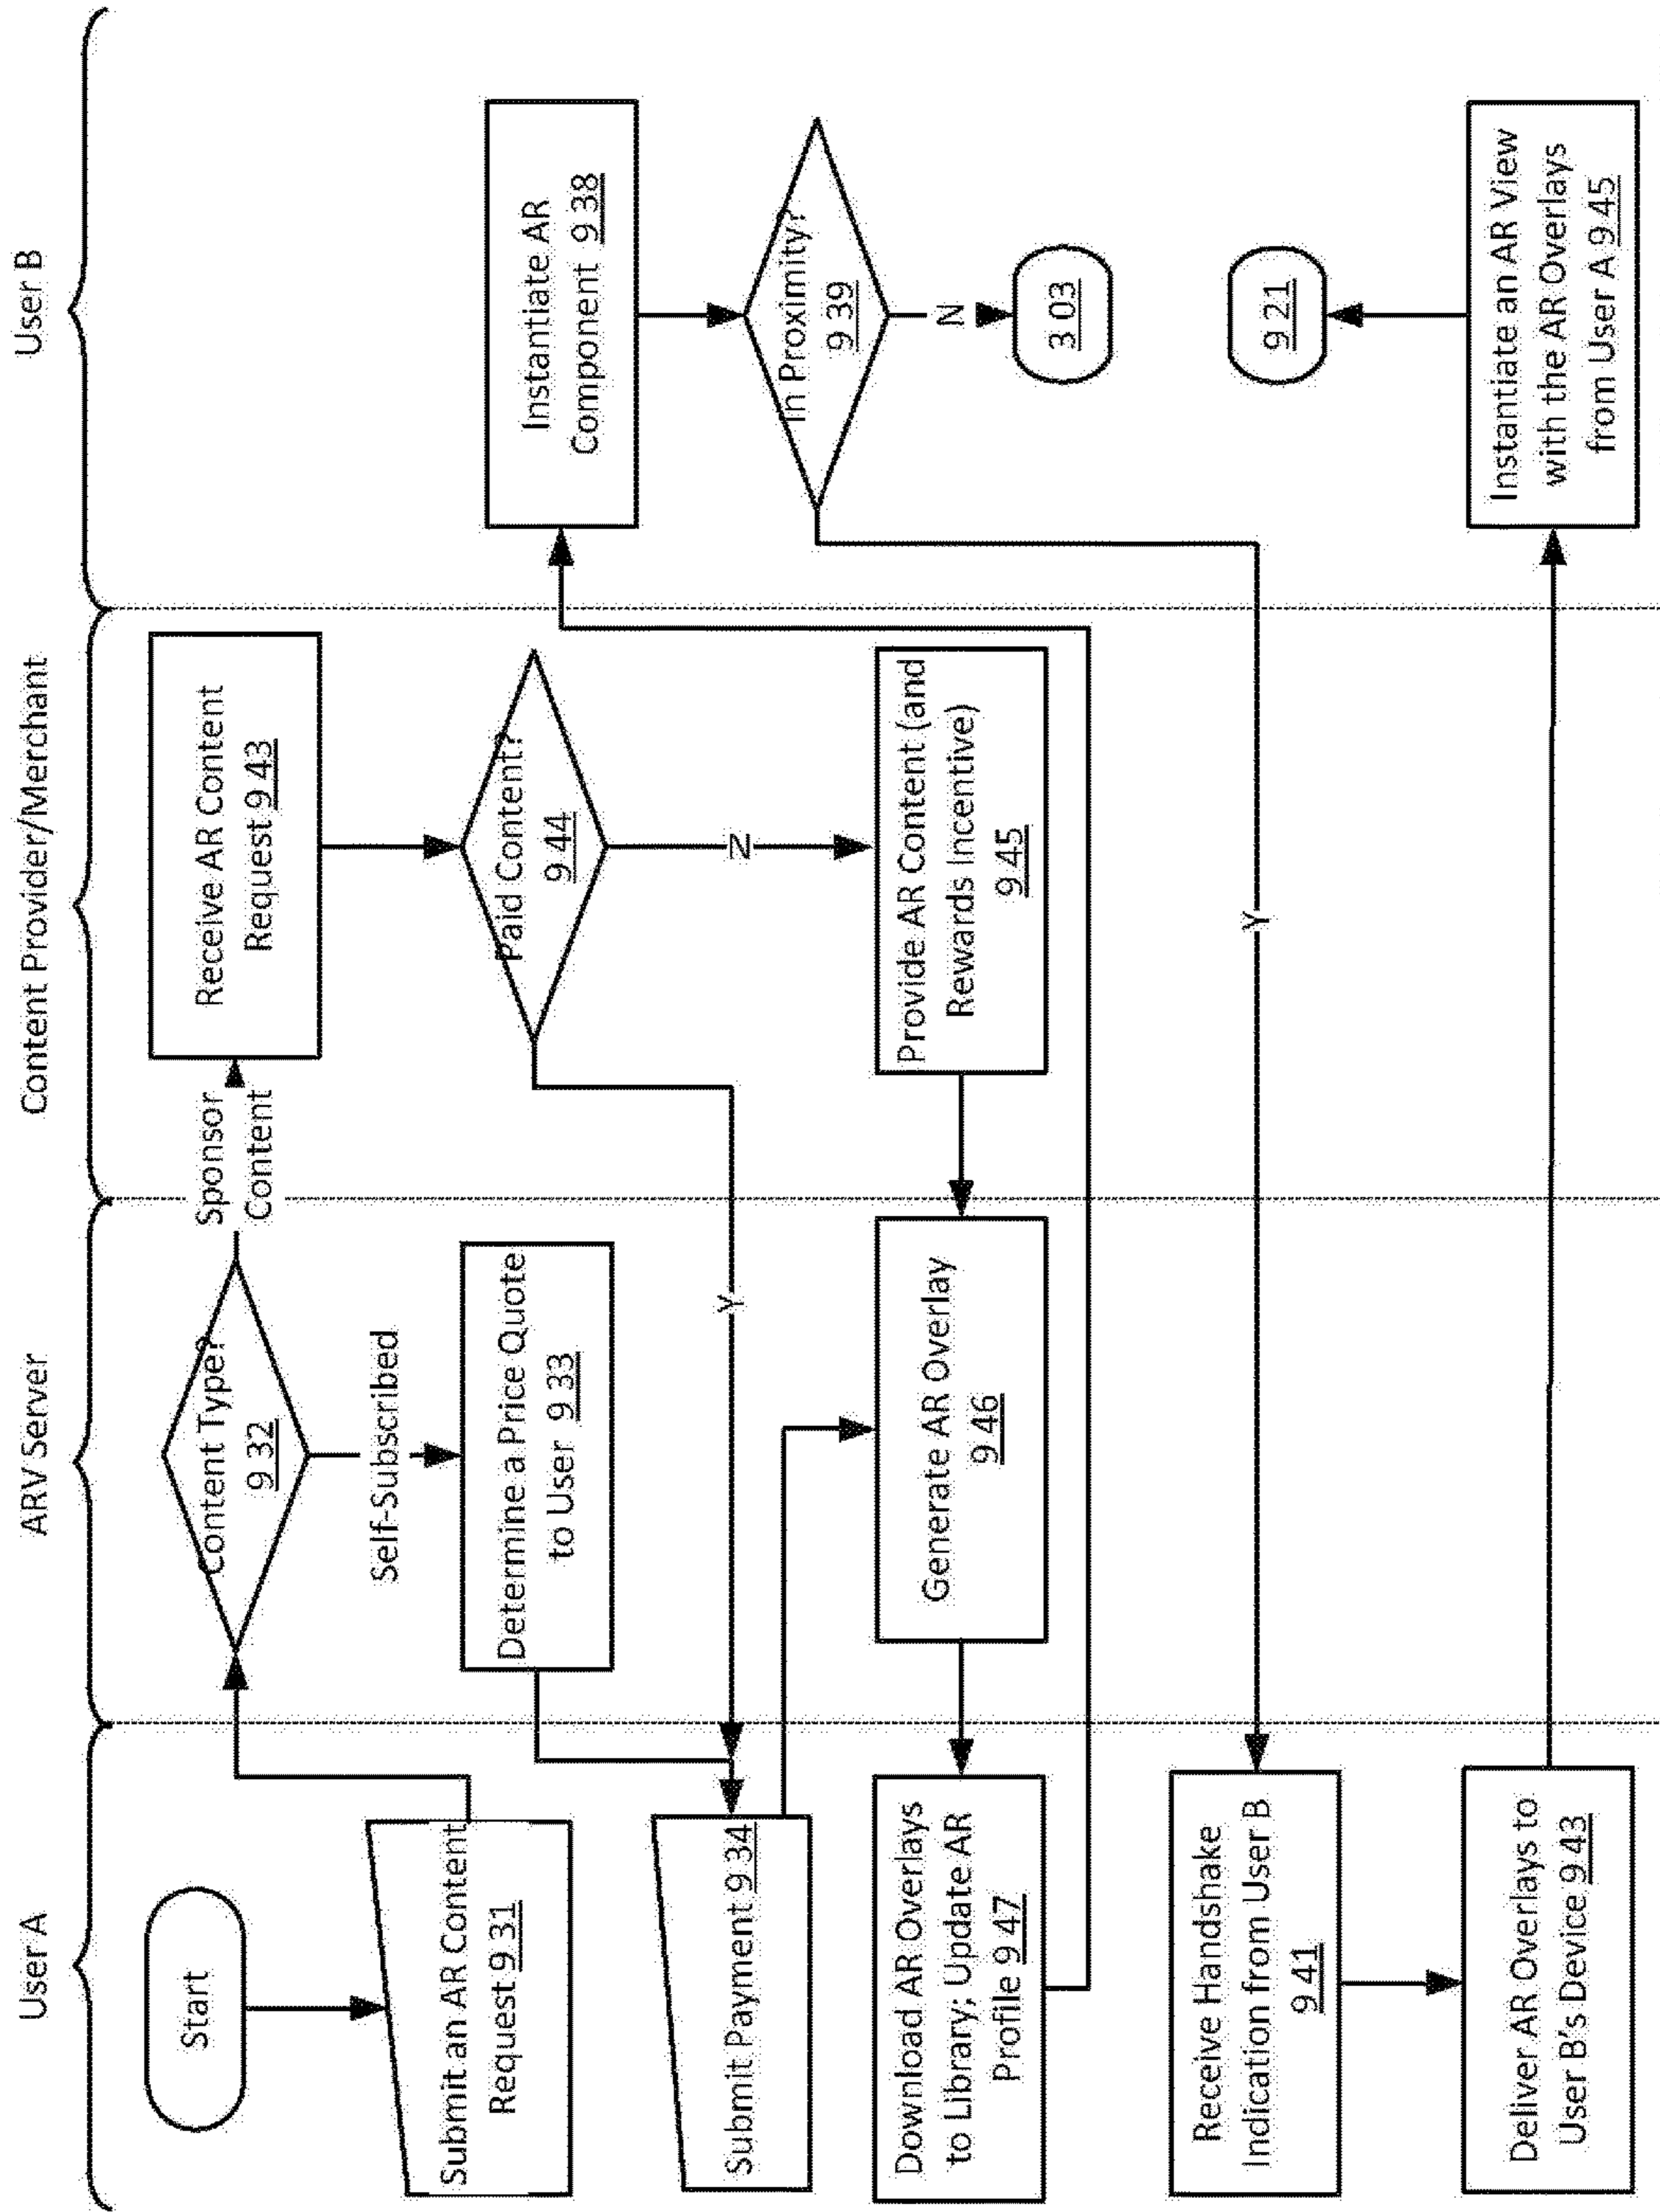 User A
ARV Server
Content Provider/Merchant
User B
Start
Submit an AR Content
Request 9 31
Content Type?
9 32
Sponsor
Content
Self-Subscribed
Determine a Price Quote
to User 9 33
Receive AR Content
Request 9 43
Paid Content?
9 44
Y
N
Submit Payment 9 34
Provide AR Content (and
Rewards Incentive)
9 45
Generate AR Overlay
9 46
Download AR Overlays
to Library; Update AR
Profile 9 47
Instantiate AR
Component 9 38
In Proximity?
9 39
N
3 03
Y
Receive Handshake
Indication from User B
9 41
Deliver AR Overlays to
User B's Device 9 43
Instantiate an AR View
with the AR Overlays
from User A 9 45
9 21